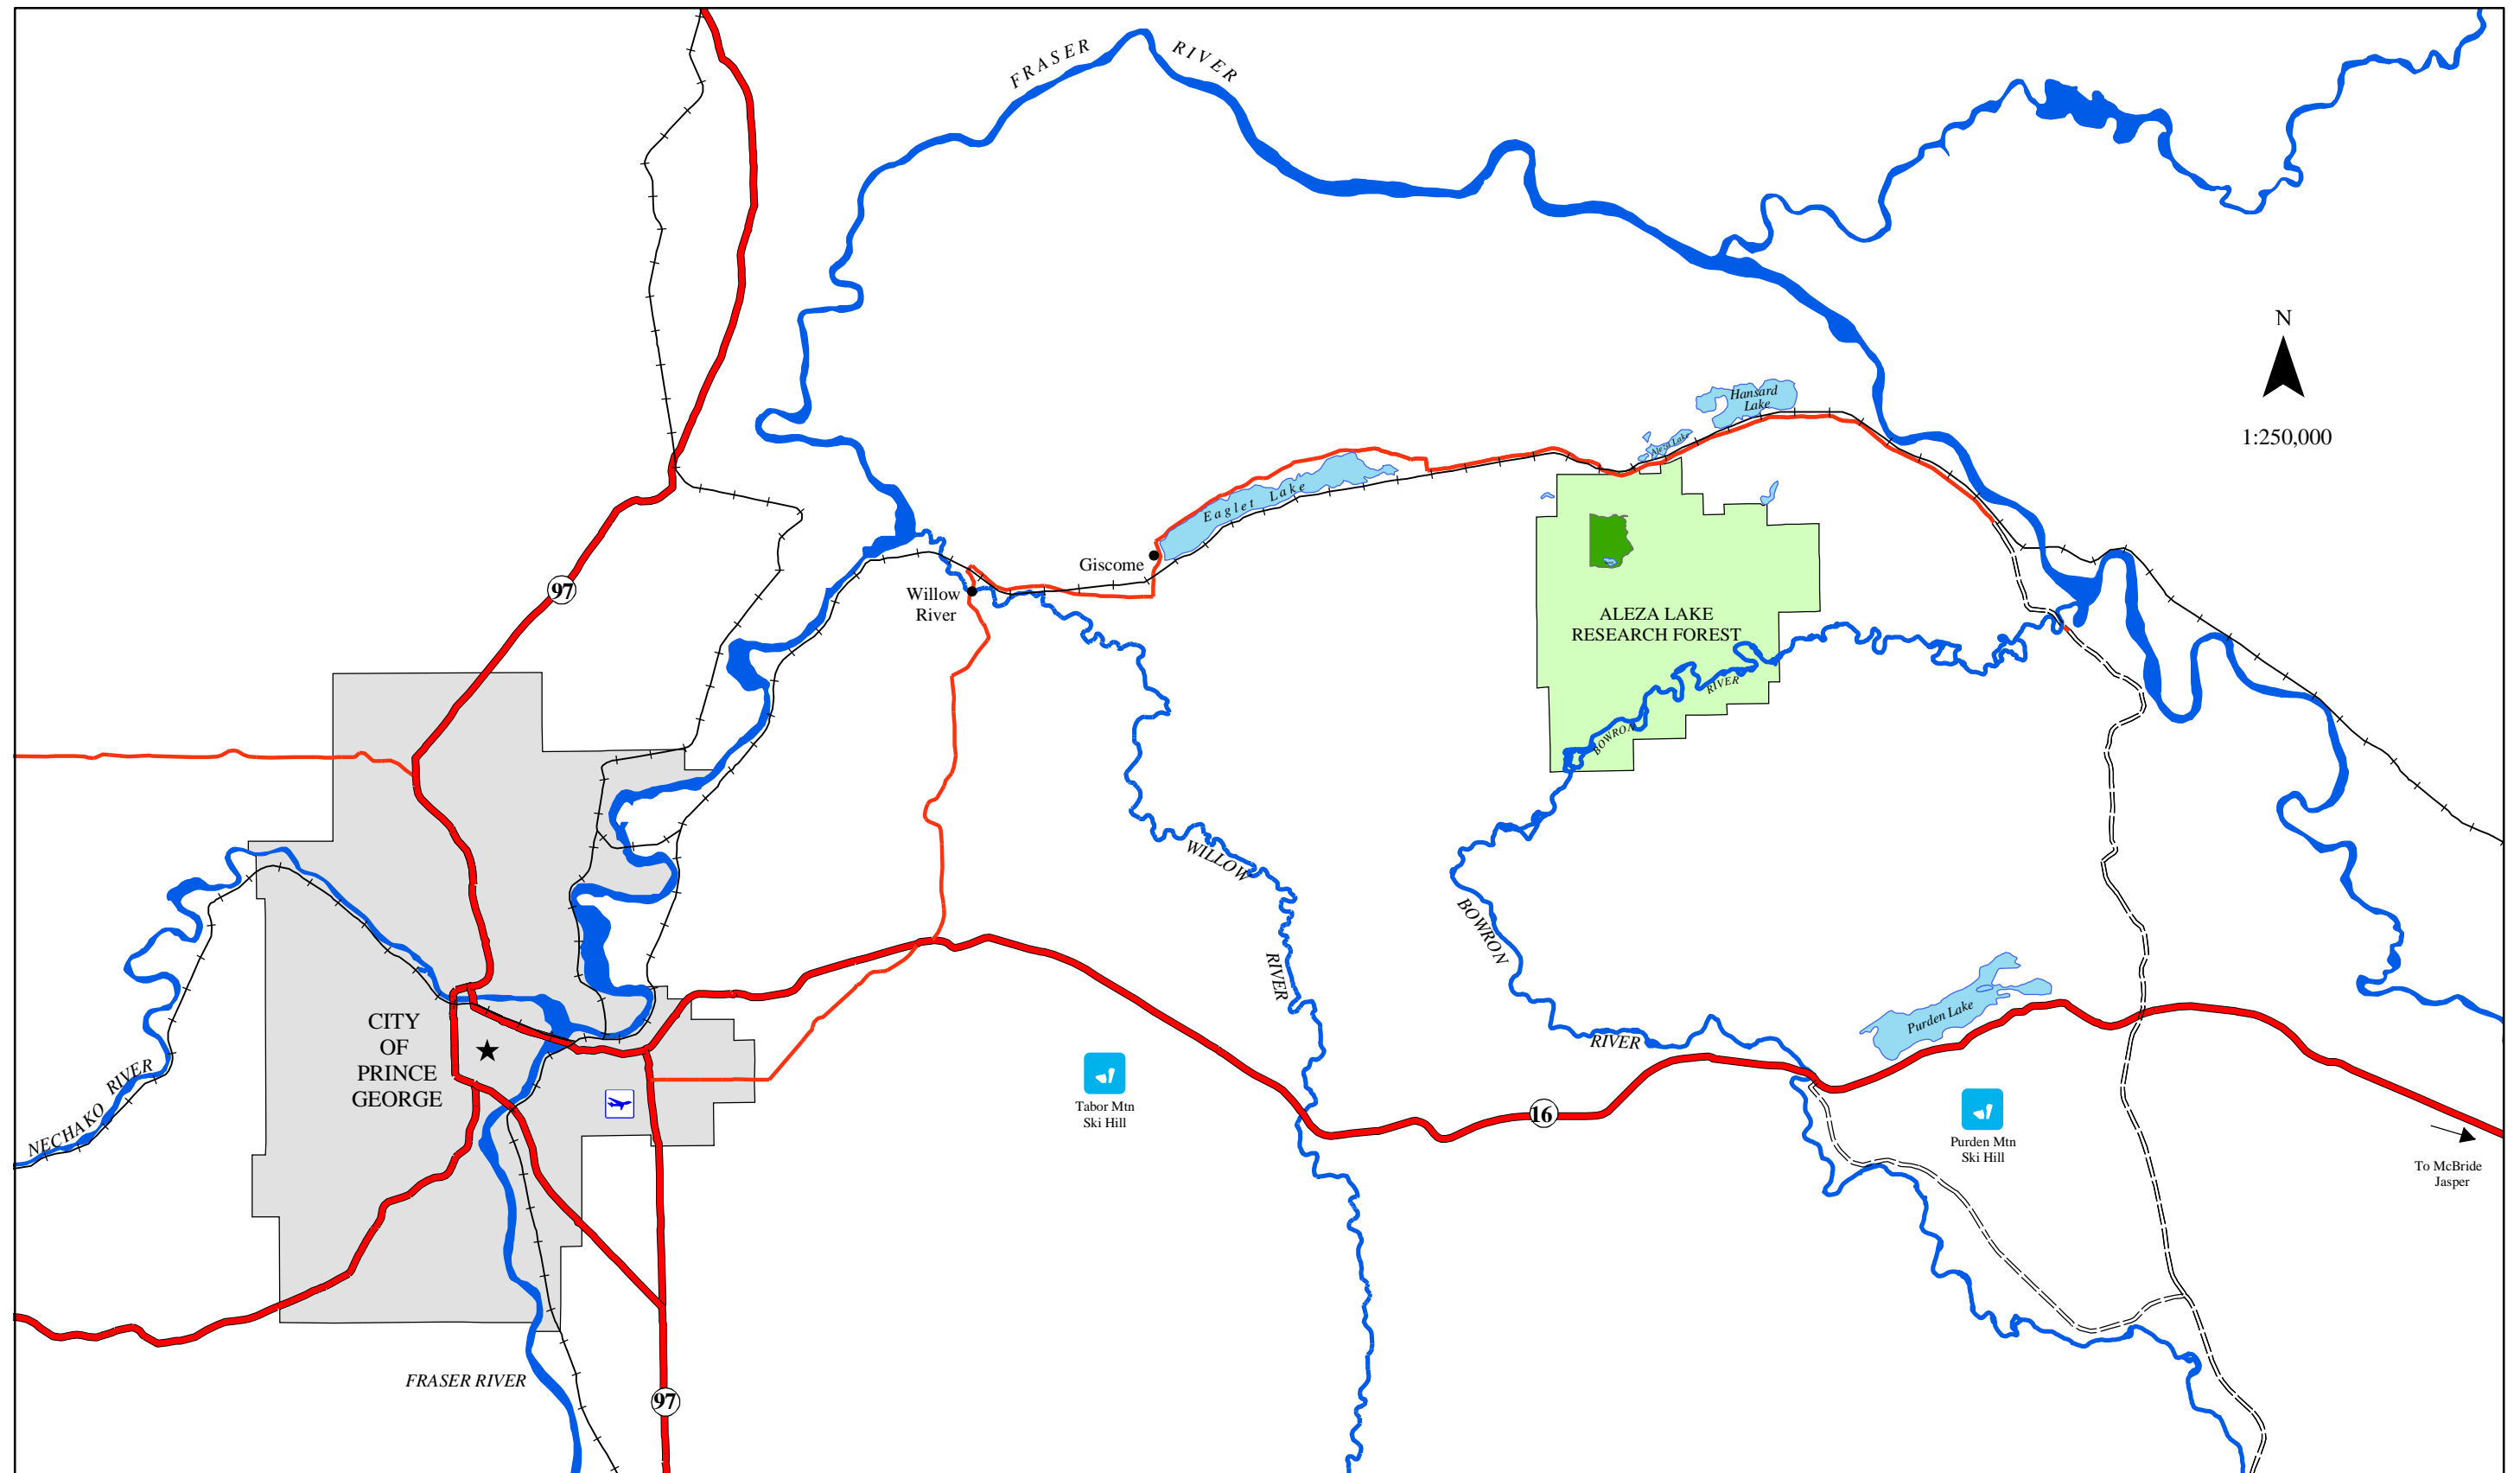 FRASER RIVER
N
1:250,000
Hansard
Lake
Aleza Lake
Eaglet Lake
Giscome
Willow
River
97
ALEZA LAKE
RESEARCH FOREST
BOWRON RIVER
WILLOW
RIVER
BOWRON
RIVER
Purden Lake
CITY
OF
PRINCE
GEORGE
NECHAKO RIVER
Tabor Mtn
Ski Hill
16
Purden Mtn
Ski Hill
To McBride
Jasper
FRASER RIVER
97